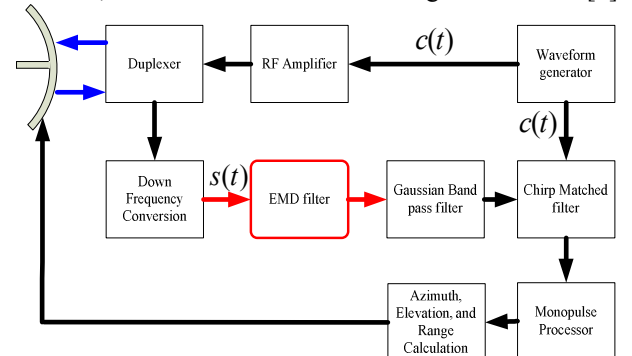 c(t)
Duplexer
RF Amplifier
Waveform
generator
c(t)
s(t)
Down
Frequency
Conversion
EMD filter
Gaussian Band
pass filter
Chirp Matched
filter
Azimuth,
Elevation, and
Range
Calculation
Monopulse
Processor